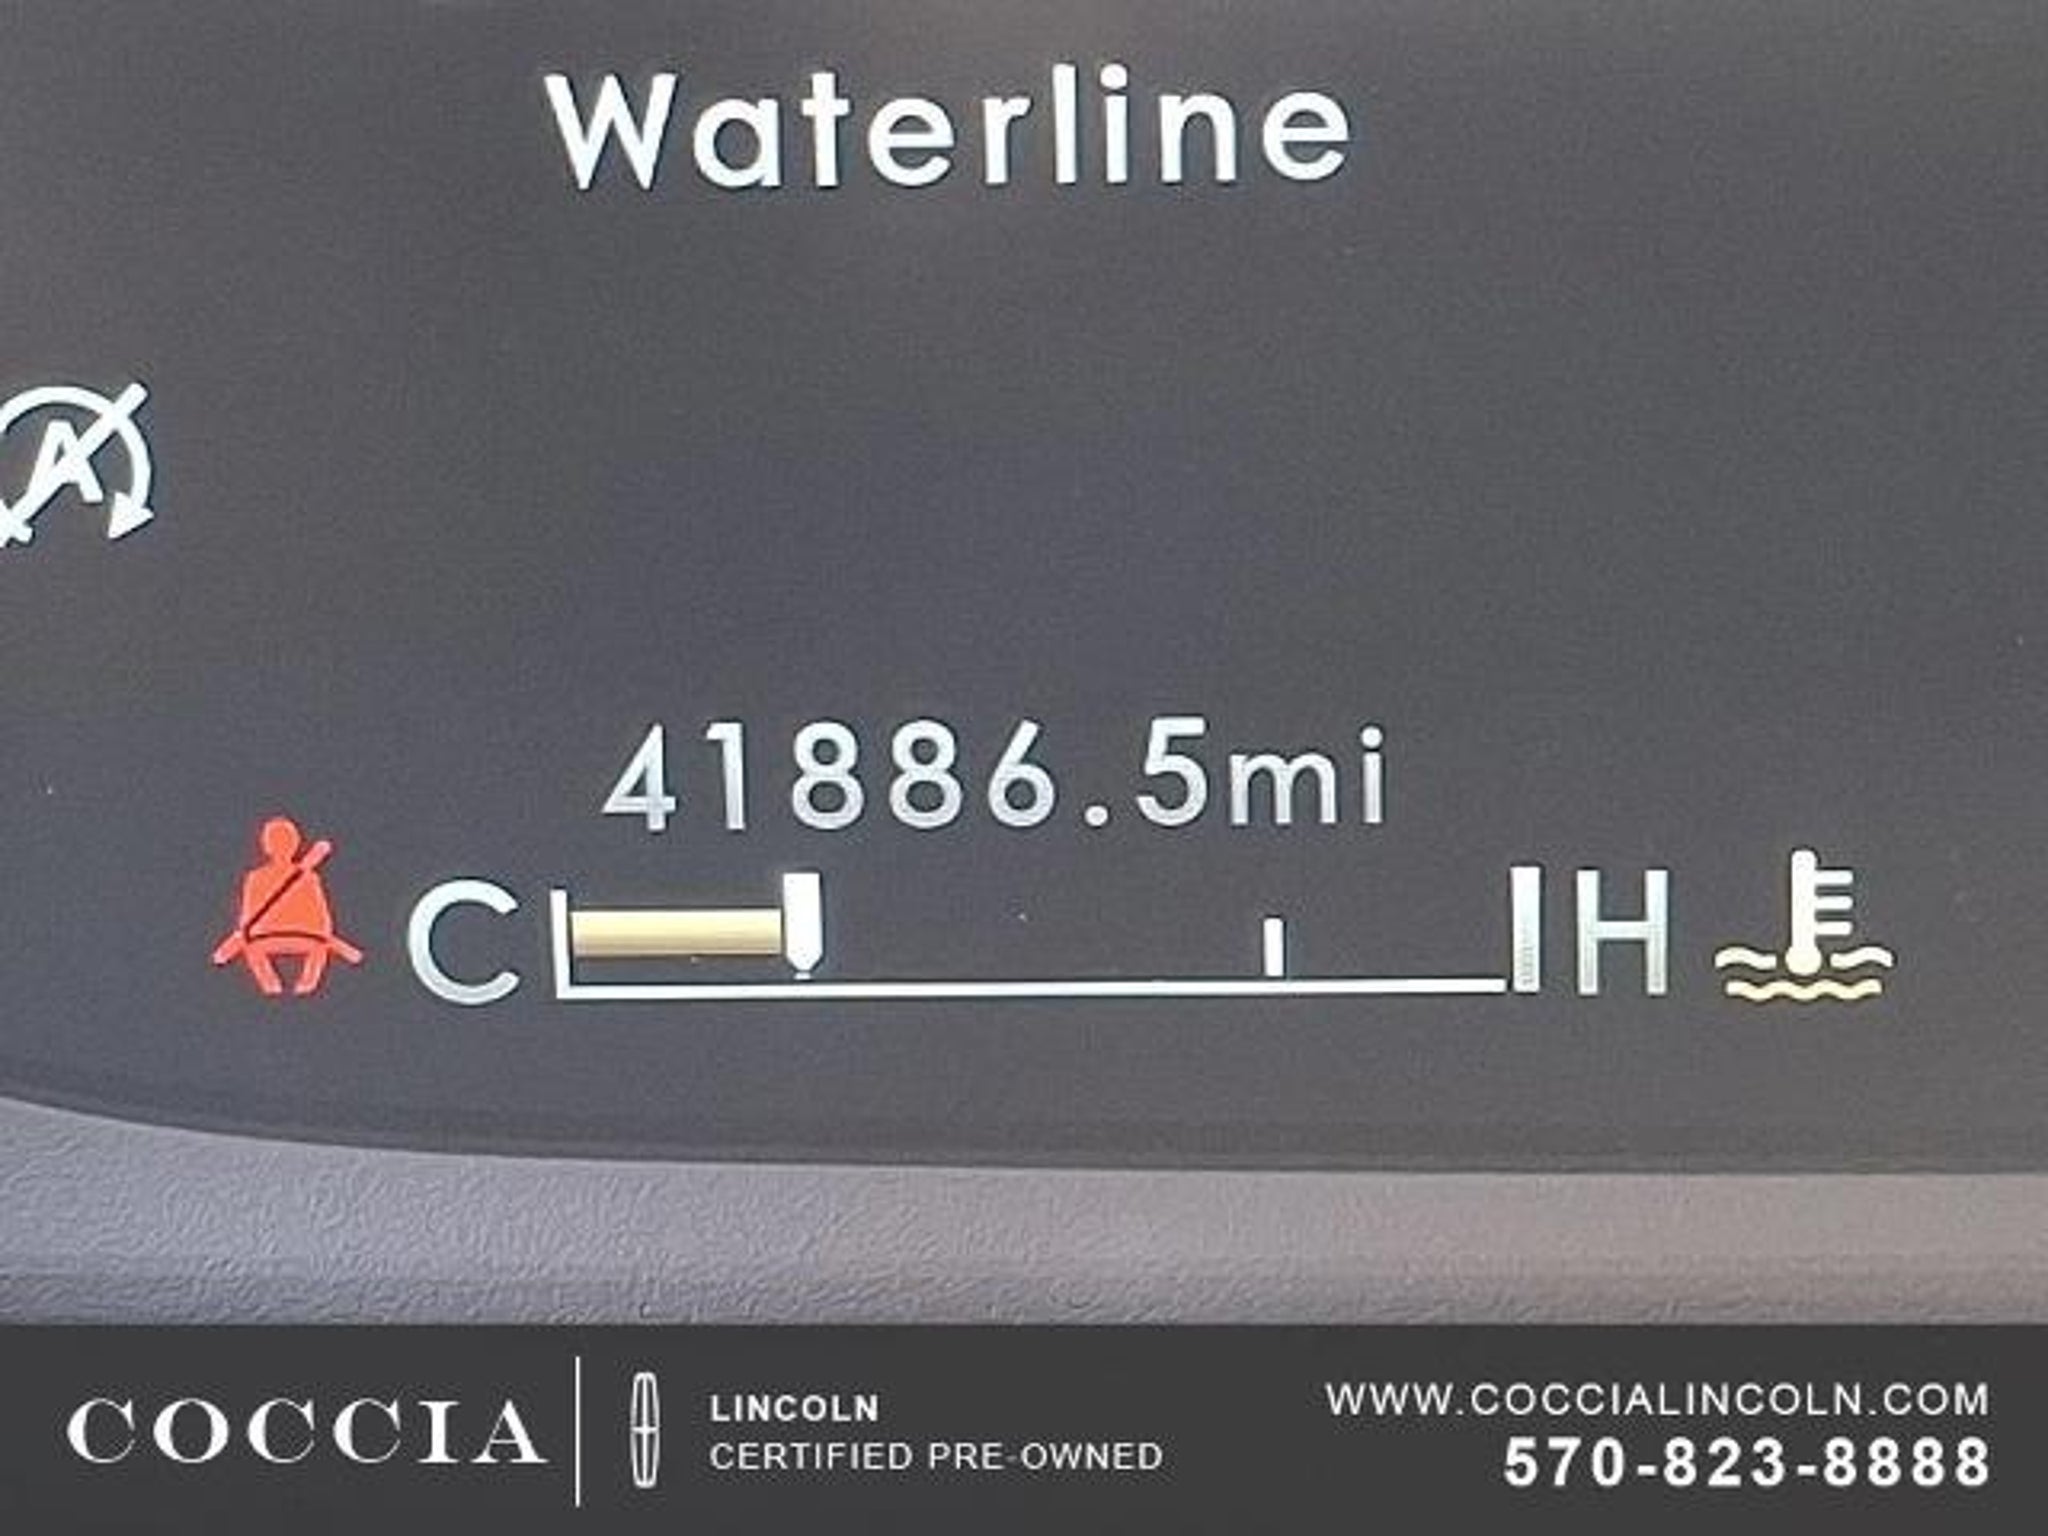 Waterline
A
41886.5mi
C H
COCCIA
LINCOLN
CERTIFIED PRE-OWNED
WWW.COCCIALINCOLN.COM
570-823-8888